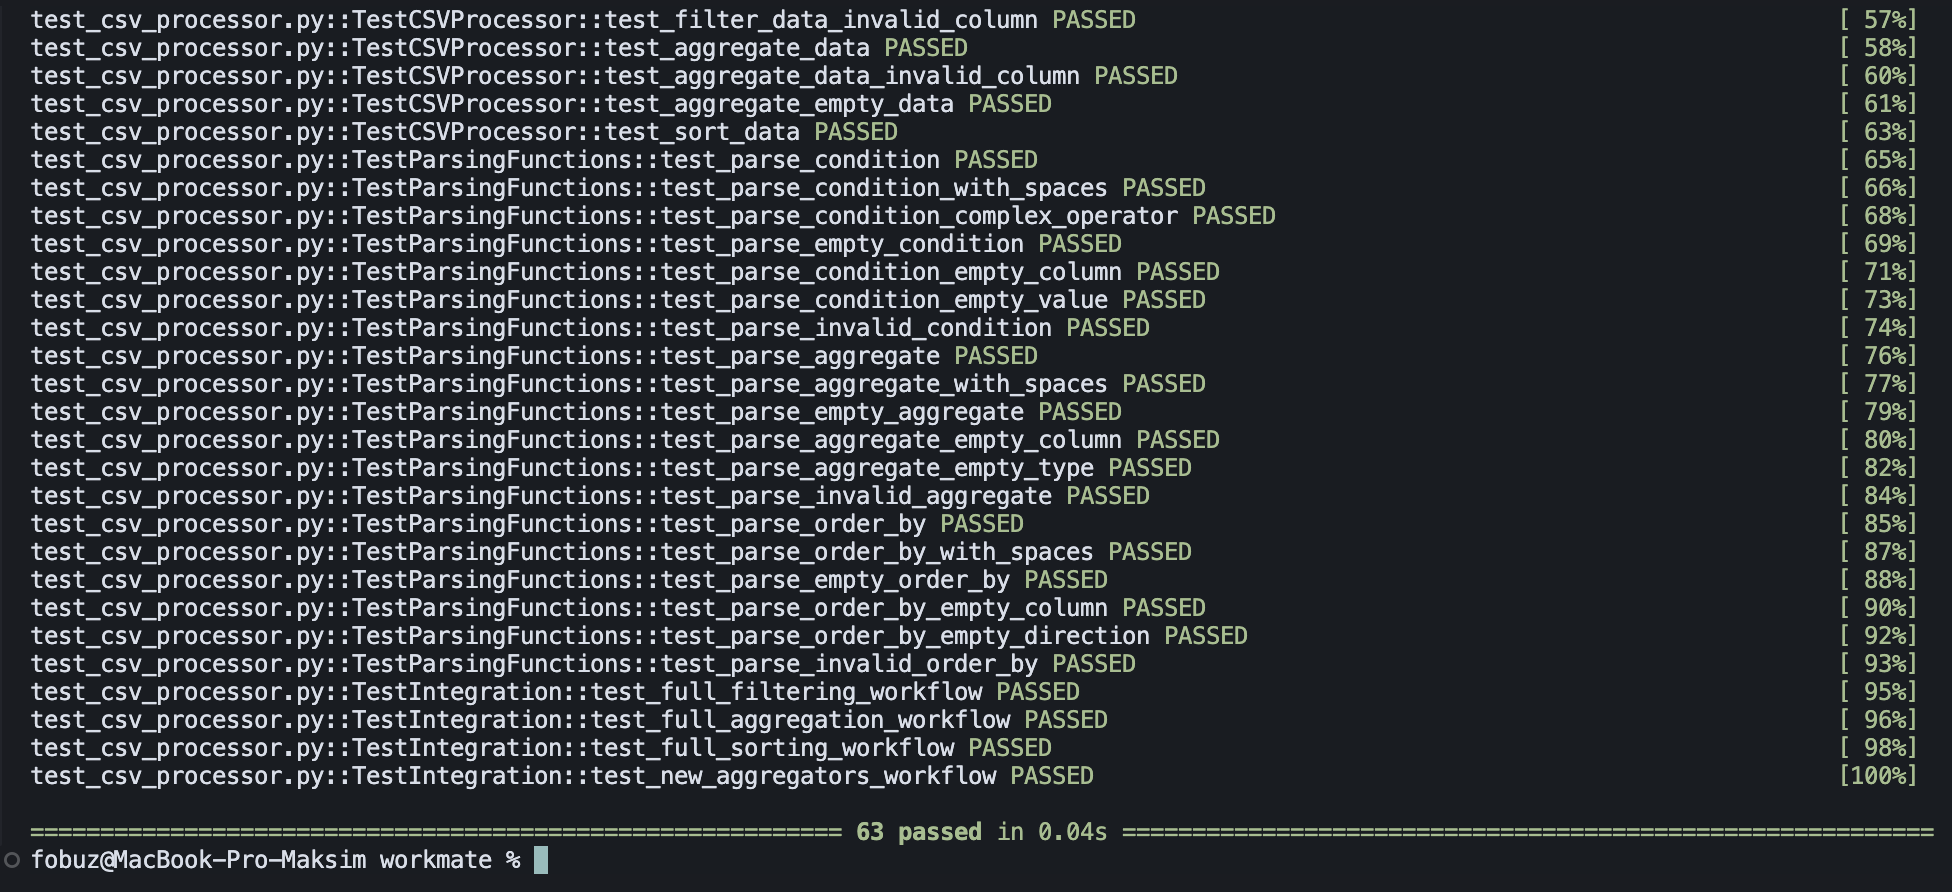 test_csv_processor.py::TestCSVProcessor::test_filter_data_invalid_column PASSED [ 57%]
test_csv_processor.py::TestCSVProcessor::test_aggregate_data PASSED [ 58%]
test_csv_processor.py::TestCSVProcessor::test_aggregate_data_invalid_column PASSED [ 60%]
test_csv_processor.py::TestCSVProcessor::test_aggregate_empty_data PASSED [ 61%]
test_csv_processor.py::TestCSVProcessor::test_sort_data PASSED [ 63%]
test_csv_processor.py::TestParsingFunctions::test_parse_condition PASSED [ 65%]
test_csv_processor.py::TestParsingFunctions::test_parse_condition_with_spaces PASSED [ 66%]
test_csv_processor.py::TestParsingFunctions::test_parse_condition_complex_operator PASSED [ 68%]
test_csv_processor.py::TestParsingFunctions::test_parse_empty_condition PASSED [ 69%]
test_csv_processor.py::TestParsingFunctions::test_parse_condition_empty_column PASSED [ 71%]
test_csv_processor.py::TestParsingFunctions::test_parse_condition_empty_value PASSED [ 73%]
test_csv_processor.py::TestParsingFunctions::test_parse_invalid_condition PASSED [ 74%]
test_csv_processor.py::TestParsingFunctions::test_parse_aggregate PASSED [ 76%]
test_csv_processor.py::TestParsingFunctions::test_parse_aggregate_with_spaces PASSED [ 77%]
test_csv_processor.py::TestParsingFunctions::test_parse_empty_aggregate PASSED [ 79%]
test_csv_processor.py::TestParsingFunctions::test_parse_aggregate_empty_column PASSED [ 80%]
test_csv_processor.py::TestParsingFunctions::test_parse_aggregate_empty_type PASSED [ 82%]
test_csv_processor.py::TestParsingFunctions::test_parse_invalid_aggregate PASSED [ 84%]
test_csv_processor.py::TestParsingFunctions::test_parse_order_by PASSED [ 85%]
test_csv_processor.py::TestParsingFunctions::test_parse_order_by_with_spaces PASSED [ 87%]
test_csv_processor.py::TestParsingFunctions::test_parse_empty_order_by PASSED [ 88%]
test_csv_processor.py::TestParsingFunctions::test_parse_order_by_empty_column PASSED [ 90%]
test_csv_processor.py::TestParsingFunctions::test_parse_order_by_empty_direction PASSED [ 92%]
test_csv_processor.py::TestParsingFunctions::test_parse_invalid_order_by PASSED [ 93%]
test_csv_processor.py::TestIntegration::test_full_filtering_workflow PASSED [ 95%]
test_csv_processor.py::TestIntegration::test_full_aggregation_workflow PASSED [ 96%]
test_csv_processor.py::TestIntegration::test_full_sorting_workflow PASSED [ 98%]
test_csv_processor.py::TestIntegration::test_new_aggregators_workflow PASSED [100%]
========================================================== 63 passed in 0.04s ==========================================================
fobuz@MacBook-Pro-Maksim workmate %